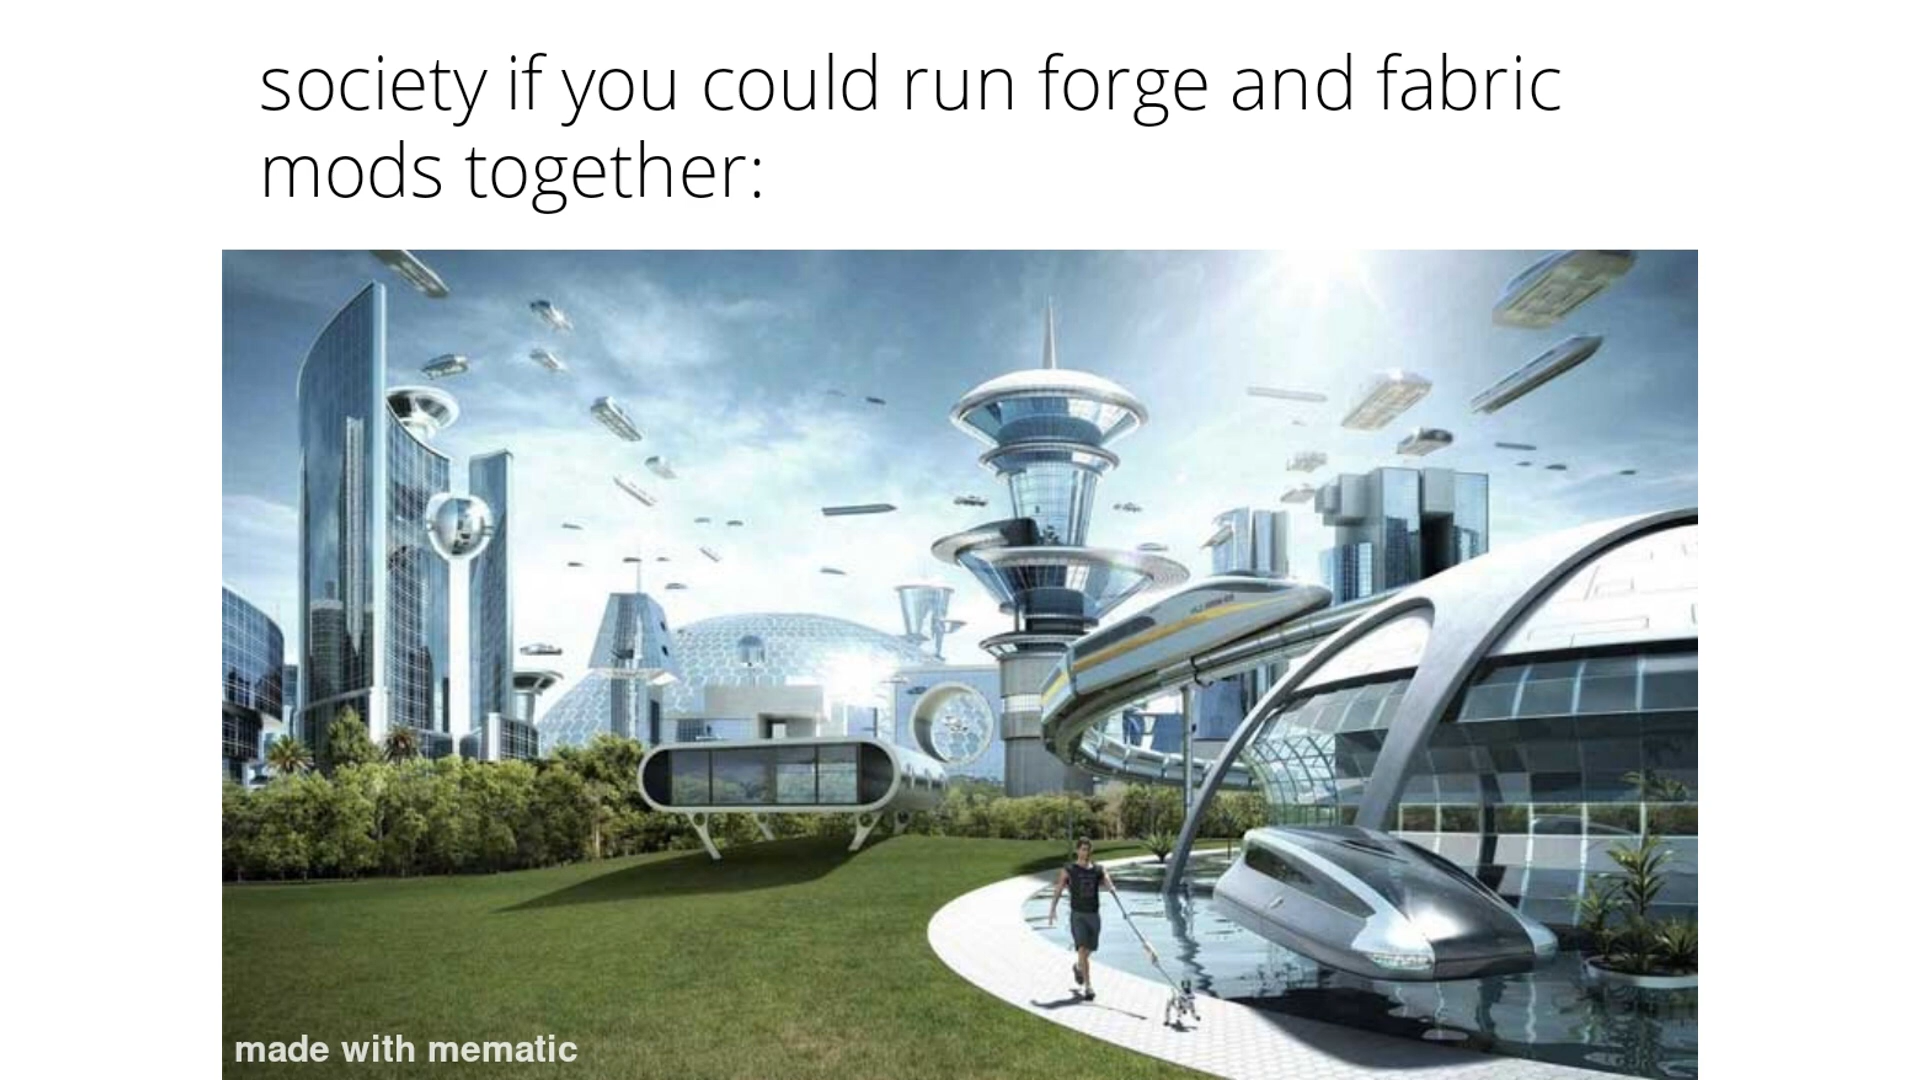 society if you could run forge and fabric
mods together:
made with mematic